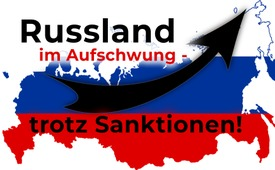 Russland
im Aufschwung -
trotz Sanktionen!